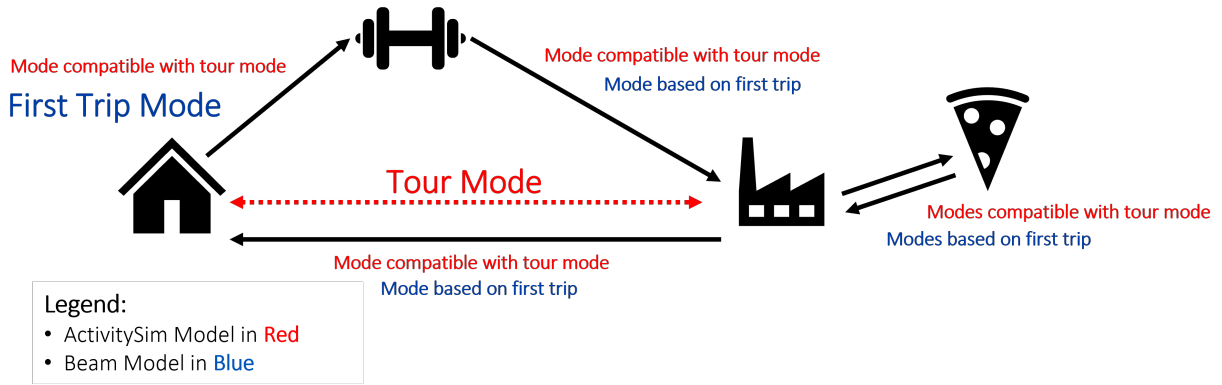 Mode compatible with tour mode
First Trip Mode
Mode compatible with tour mode
Mode based on first trip
Tour Mode
Modes compatible with tour mode
Modes based on first trip
Mode compatible with tour mode
Mode based on first trip
Legend:
• ActivitySim Model in Red
• Beam Model in Blue